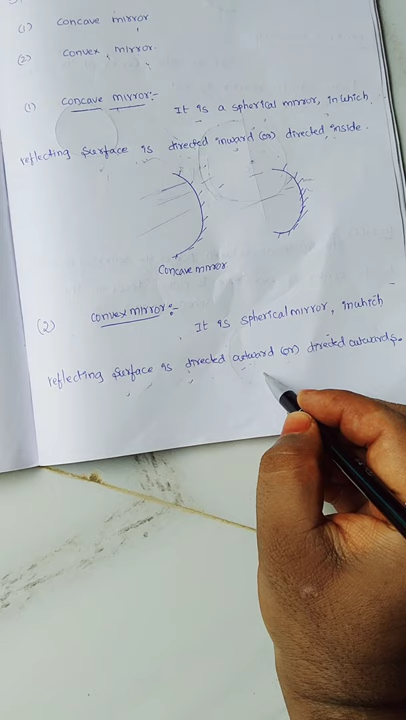 (1) concave mirror
(2) convex mirror.
(1) concave mirror:- It is a spherical mirror, in which
reflecting surface is directed inward (or) directed inside.
Concave mirror
(2) convex mirror:- It is spherical mirror, in which
reflecting surface is directed outward (or) directed outwards.